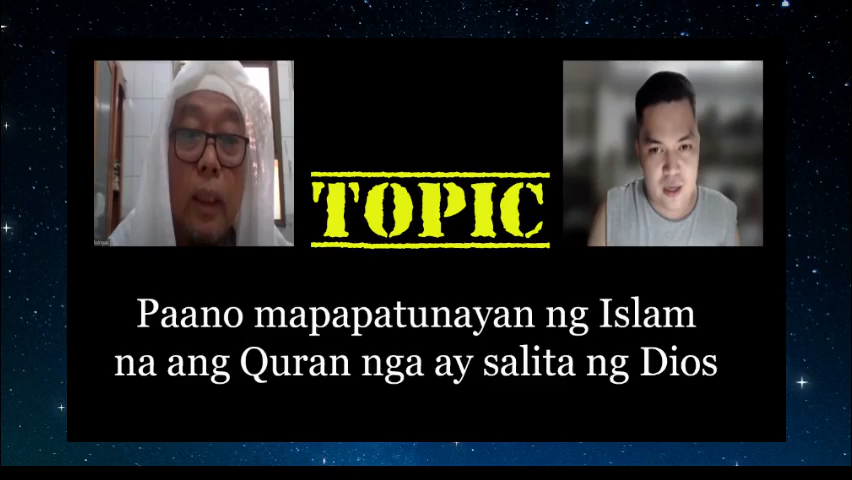 TOPIC
Paano mapapatunayan ng Islam
na ang Quran nga ay salita ng Dios